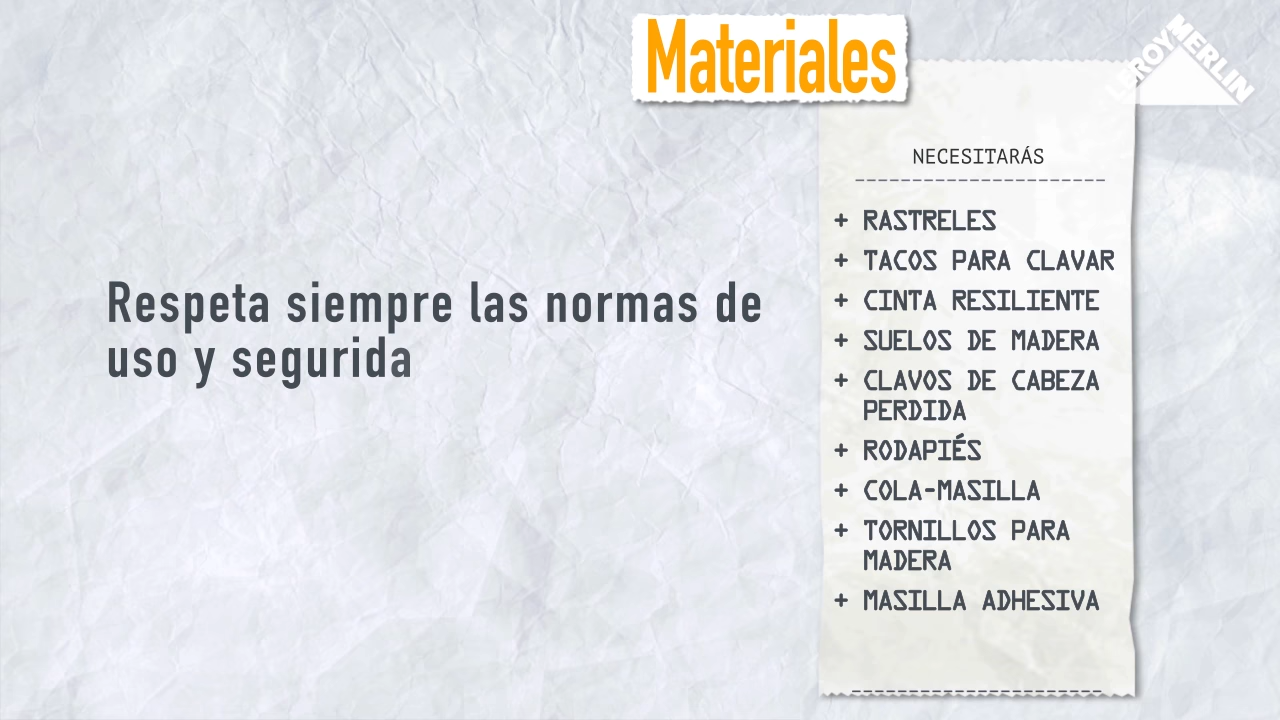 Materiales
LEROY MERLIN
NECESITARÁS
+ RASTRELES
+ TACOS PARA CLAVAR
+ CINTA RESILIENTE
+ SUELOS DE MADERA
+ CLAVOS DE CABEZA
PERDIDA
+ RODAPIÉS
+ COLA-MASILLA
+ TORNILLOS PARA
MADERA
+ MASILLA ADHESIVA
Respeta siempre las normas de
uso y segurida